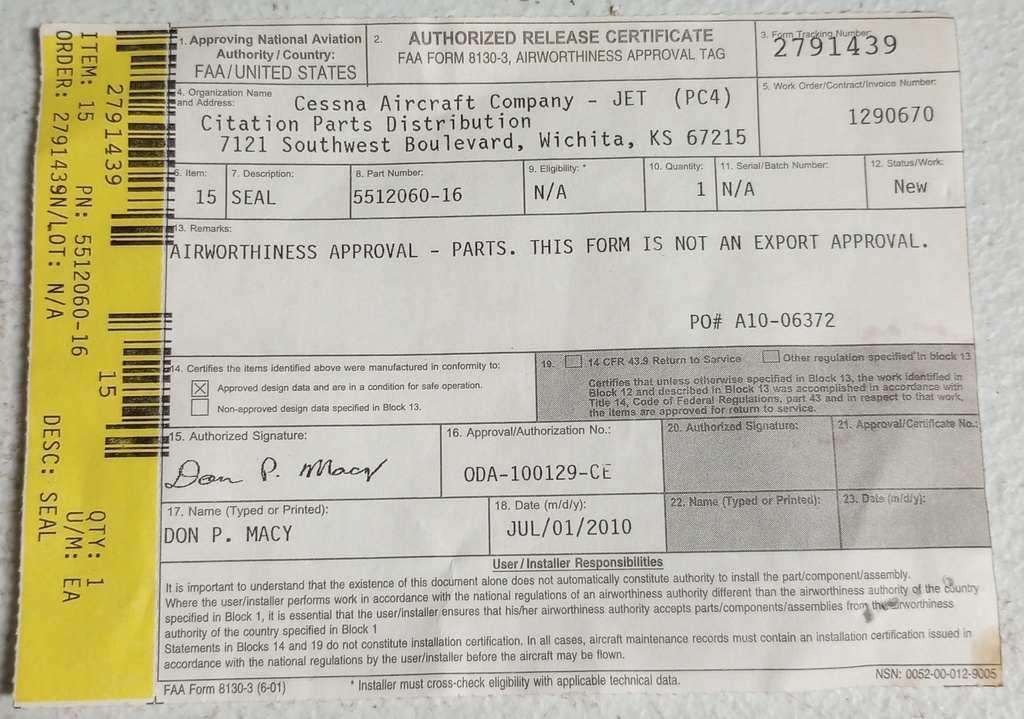 ITEM: 15 PN: 5512060-16 QTY: 1
ORDER: 2791439N/LOT: N/A U/M: EA
DESC: SEAL
2791439 15
1. Approving National Aviation
Authority/Country:
FAA/UNITED STATES
2. AUTHORIZED RELEASE CERTIFICATE
FAA FORM 8130-3, AIRWORTHINESS APPROVAL TAG
3. Form Tracking Number:
2791439
4. Organization Name
and Address:
Cessna Aircraft Company - JET (PC4)
Citation Parts Distribution
7121 Southwest Boulevard, Wichita, KS 67215
5. Work Order/Contract/Invoice Number:
1290670
6. Item:
15
7. Description:
SEAL
8. Part Number:
5512060-16
9. Eligibility: *
N/A
10. Quantity:
1
11. Serial/Batch Number:
N/A
12. Status/Work:
New
13. Remarks:
AIRWORTHINESS APPROVAL - PARTS. THIS FORM IS NOT AN EXPORT APPROVAL.
PO# A10-06372
14. Certifies the items identified above were manufactured in conformity to:
Approved design data and are in a condition for safe operation.
Non-approved design data specified in Block 13.
19. 14 CFR 43.9 Return to Service Other regulation specified in block 13
Certifies that unless otherwise specified in Block 13, the work identified in
Block 12 and described in Block 13 was accomplished in accordance with
Title 14, Code of Federal Regulations, part 43 and in respect to that work,
the items are approved for return to service.
15. Authorized Signature:
Don P. Macy
16. Approval/Authorization No.:
ODA-100129-CE
20. Authorized Signature:
21. Approval/Certificate No.:
17. Name (Typed or Printed):
DON P. MACY
18. Date (m/d/y):
JUL/01/2010
22. Name (Typed or Printed):
23. Date (m/d/y):
User/Installer Responsibilities
It is important to understand that the existence of this document alone does not automatically constitute authority to install the part/component/assembly.
Where the user/installer performs work in accordance with the national regulations of an airworthiness authority different than the airworthiness authority of the country
specified in Block 1, it is essential that the user/installer ensures that his/her airworthiness authority accepts parts/components/assemblies from the airworthiness
authority of the country specified in Block 1
Statements in Blocks 14 and 19 do not constitute installation certification. In all cases, aircraft maintenance records must contain an installation certification issued in
accordance with the national regulations by the user/installer before the aircraft may be flown.
FAA Form 8130-3 (6-01)
* Installer must cross-check eligibility with applicable technical data.
NSN: 0052-00-012-9005